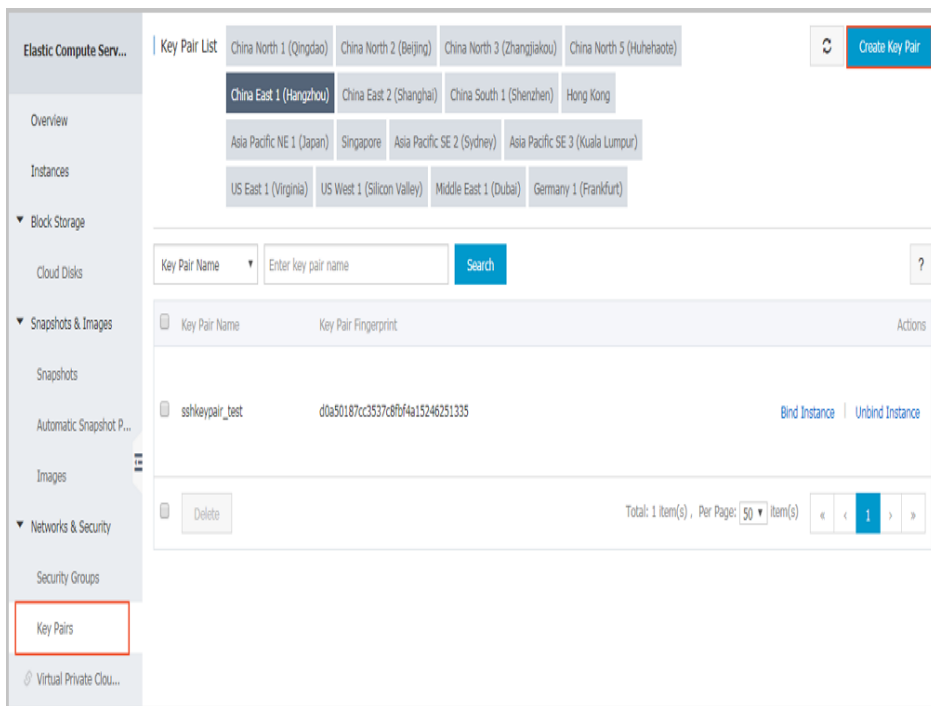 Elastic Compute Serv...
Overview
Instances
Block Storage
Cloud Disks
Snapshots & Images
Snapshots
Automatic Snapshot P...
Images
Networks & Security
Security Groups
Key Pairs
Virtual Private Clou...
Key Pair List
China North 1 (Qingdao) China North 2 (Beijing) China North 3 (Zhangjiakou) China North 5 (Huhehaote)
China East 1 (Hangzhou) China East 2 (Shanghai) China South 1 (Shenzhen) Hong Kong
Asia Pacific NE 1 (Japan) Singapore Asia Pacific SE 2 (Sydney) Asia Pacific SE 3 (Kuala Lumpur)
US East 1 (Virginia) US West 1 (Silicon Valley) Middle East 1 (Dubai) Germany 1 (Frankfurt)
Create Key Pair
Key Pair Name Enter key pair name Search ?
Key Pair Name Key Pair Fingerprint Actions
sshkeypair_test d0a50187cc3537c8fbf4a15246251335 Bind Instance Unbind Instance
Delete Total: 1 item(s) , Per Page: 50 item(s) « ‹ 1 › »